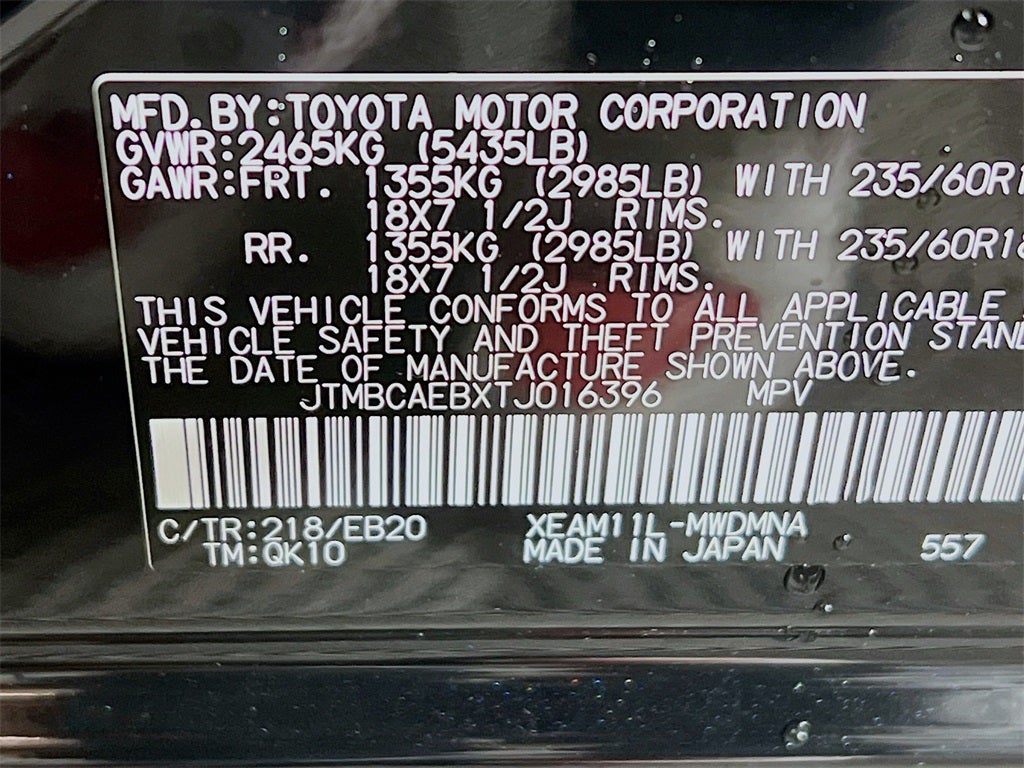 MFD.BY:TOYOTA MOTOR CORPORATION
GVWR:2465KG (5435LB)
GAWR:FRT. 1355KG (2985LB) WITH 235/60R1
18X7 1/2J RIMS.
RR. 1355KG (2985LB) WITH 235/60R18
18X7 1/2J RIMS.
THIS VEHICLE CONFORMS TO ALL APPLICABLE
VEHICLE SAFETY AND THEFT PREVENTION STAND
THE DATE OF MANUFACTURE SHOWN ABOVE.
JTMBCAEBXTJ016396 MPV
C/TR:218/EB20 XEAM11L-MWDMNA
TM:QK10 MADE IN JAPAN 557